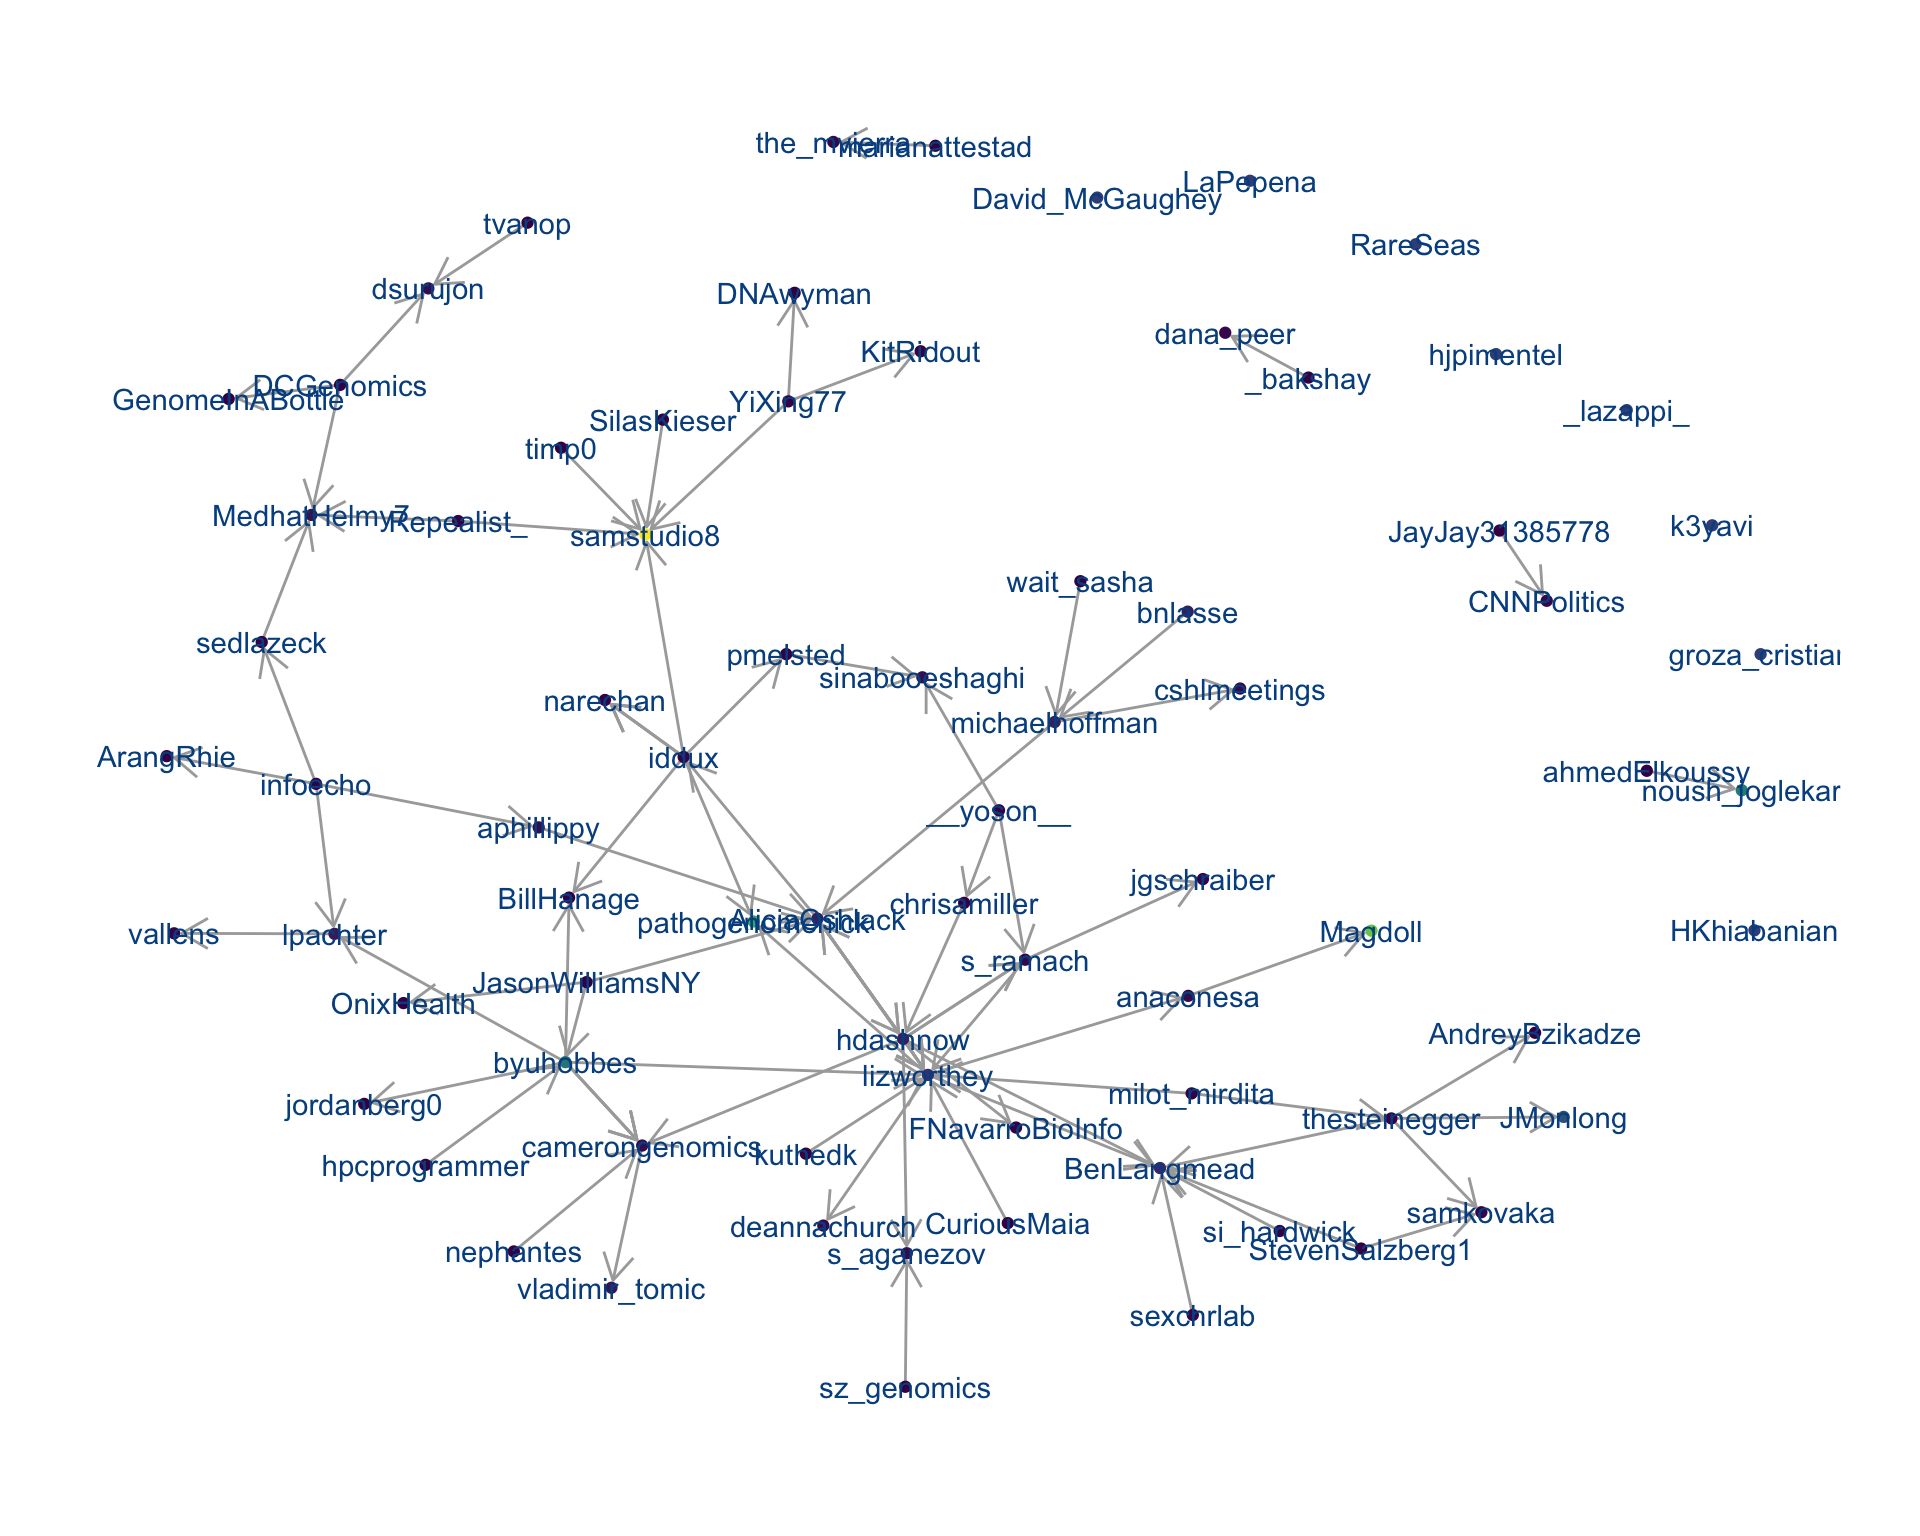 the_mvierra
marianattestad
LaPepena
David_McGaughey
tvanop
RareSeas
dsurujon
DNAwyman
dana_peer
KitRidout
hjpimentel
_bakshay
DCGenomics
GenomeInABottle
YiXing77
_lazappi_
SilasKieser
timp0
MedhatHelmy7
Repealist_
samstudio8
JayJay31385778
k3yavi
wait_sasha
CNNPolitics
bnlasse
sedlazeck
pmelsted
sinabooeshaghi
groza_cristian
cshlmeetings
narechan
michaelhoffman
ArangRhie
iddux
infoecho
ahmedElkoussy
noush_joglekar
__yoson__
aphillippy
jgschraiber
BillHanage
chrisamiller
pathogenomenick
AliciaOshlack
vallens
lpachter
Magdoll
HKhiabanian
s_ramach
JasonWilliamsNY
anaconesa
OnixHealth
hdashnow
AndreyBzikadze
byuhobbes
lizworthey
milot_mirdita
jordanberg0
thesteinegger
JMonlong
FNavarroBioInfo
camerongenomics
kuthedk
hpcprogrammer
BenLangmead
samkovaka
deannachurch
CuriousMaia
si_hardwick
nephantes
s_aganezov
StevenSalzberg1
vladimir_tomic
sexchrlab
sz_genomics